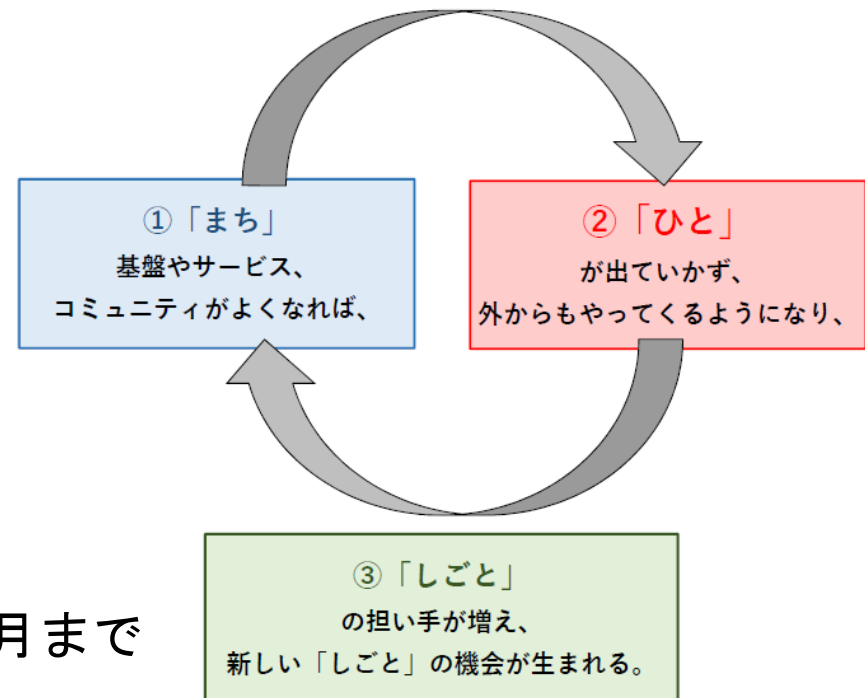 ①「まち」
基盤やサービス、
コミュニティがよくなれば、
②「ひと」
が出ていかず、
外からもやってくるようになり、
③「しごと」
の担い手が増え、
新しい「しごと」の機会が生まれる。
月まで